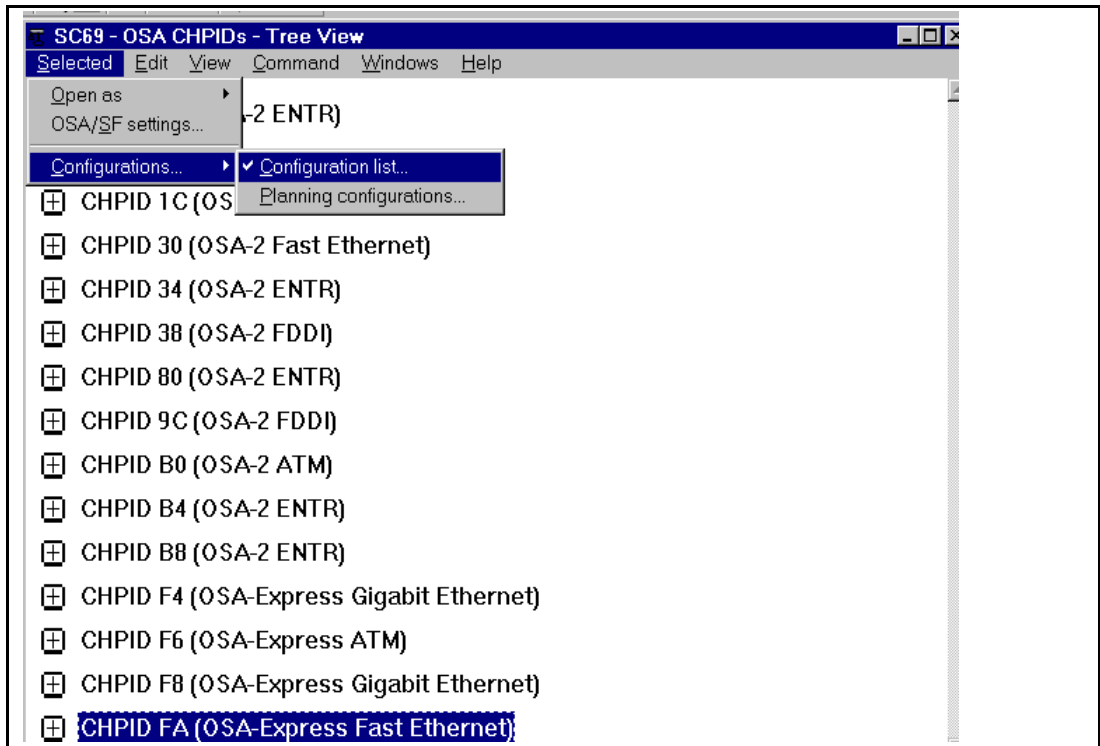 SC69 - OSA CHPIDs - Tree View
Selected Edit View Command Windows Help
Open as
-2 ENTR)
OSA/SF settings...
Configurations...
Configuration list...
Planning configurations...
CHPID 1C (OS
CHPID 30 (OSA-2 Fast Ethernet)
CHPID 34 (OSA-2 ENTR)
CHPID 38 (OSA-2 FDDI)
CHPID 80 (OSA-2 ENTR)
CHPID 9C (OSA-2 FDDI)
CHPID B0 (OSA-2 ATM)
CHPID B4 (OSA-2 ENTR)
CHPID B8 (OSA-2 ENTR)
CHPID F4 (OSA-Express Gigabit Ethernet)
CHPID F6 (OSA-Express ATM)
CHPID F8 (OSA-Express Gigabit Ethernet)
CHPID FA (OSA-Express Fast Ethernet)